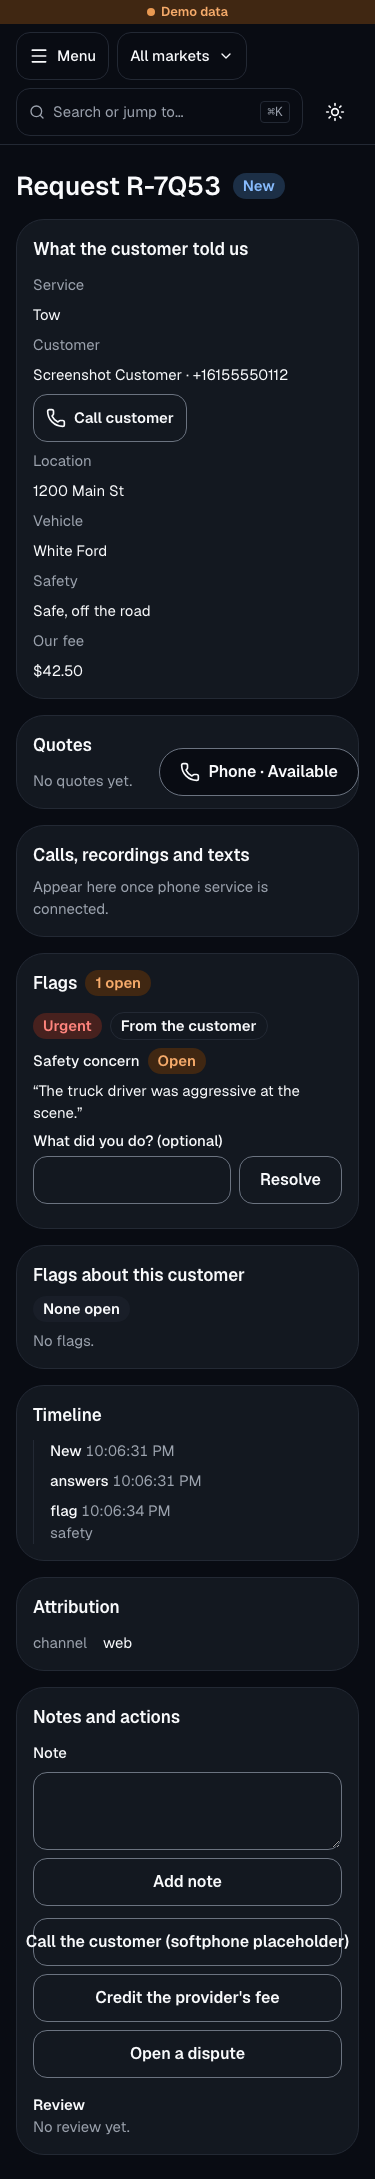 Demo data
Menu
All markets
Search or jump to…
⌘K
Request R-7Q53
New
What the customer told us
Service
Tow
Customer
Screenshot Customer · +16155550112
Call customer
Location
1200 Main St
Vehicle
White Ford
Safety
Safe, off the road
Our fee
$42.50
Quotes
No quotes yet.
Phone · Available
Calls, recordings and texts
Appear here once phone service is
connected.
Flags
1 open
Urgent
From the customer
Safety concern
Open
“The truck driver was aggressive at the
scene.”
What did you do? (optional)
Resolve
Flags about this customer
None open
No flags.
Timeline
New 10:06:31 PM
answers 10:06:31 PM
flag 10:06:34 PM
safety
Attribution
channel web
Notes and actions
Note
Add note
Call the customer (softphone placeholder)
Credit the provider's fee
Open a dispute
Review
No review yet.